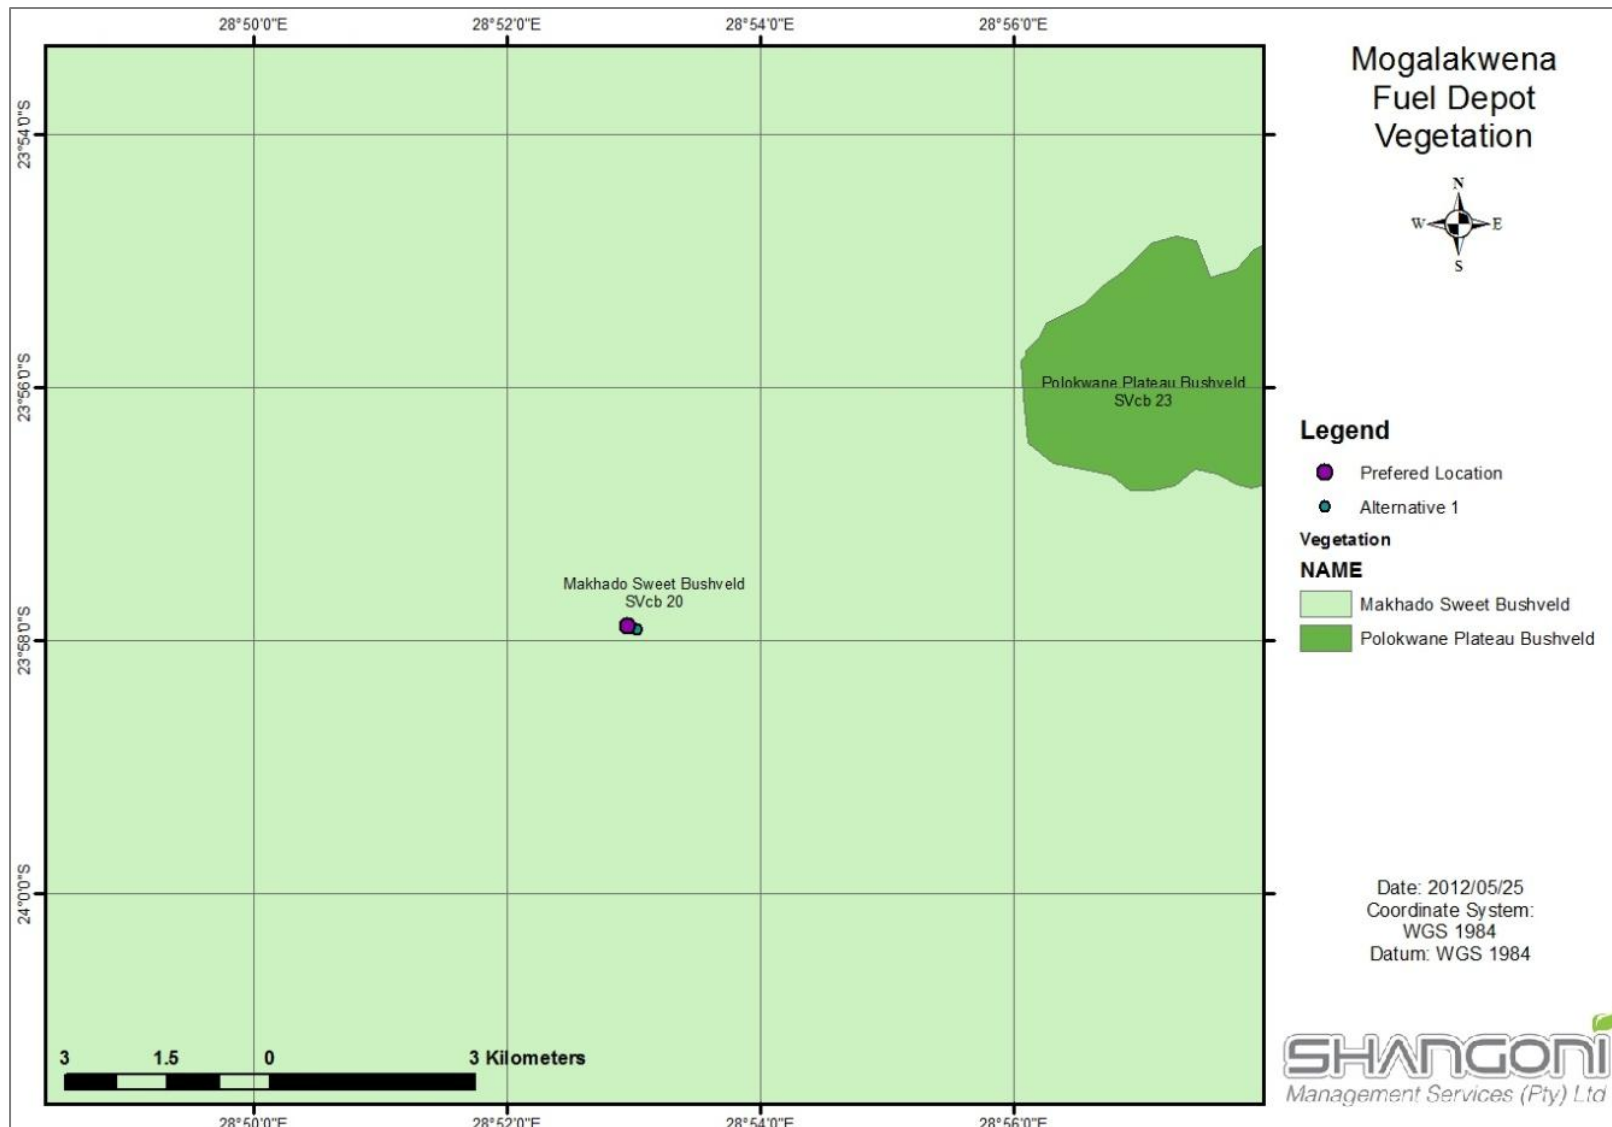 28°50'0"E 28°52'0"E 28°54'0"E 28°56'0"E
23°54'0"S
23°56'0"S
23°58'0"S
24°0'0"S
Polokwane Plateau Bushveld
SVcb 23
Makhado Sweet Bushveld
SVcb 20
3 1.5 0 3 Kilometers
28°50'0"E 28°52'0"E 28°54'0"E 28°56'0"E
Mogalakwena
Fuel Depot
Vegetation
N
W E
S
Legend
Prefered Location
Alternative 1
Vegetation
NAME
Makhado Sweet Bushveld
Polokwane Plateau Bushveld
Date: 2012/05/25
Coordinate System:
WGS 1984
Datum: WGS 1984
SHANGONI
Management Services (Pty) Ltd